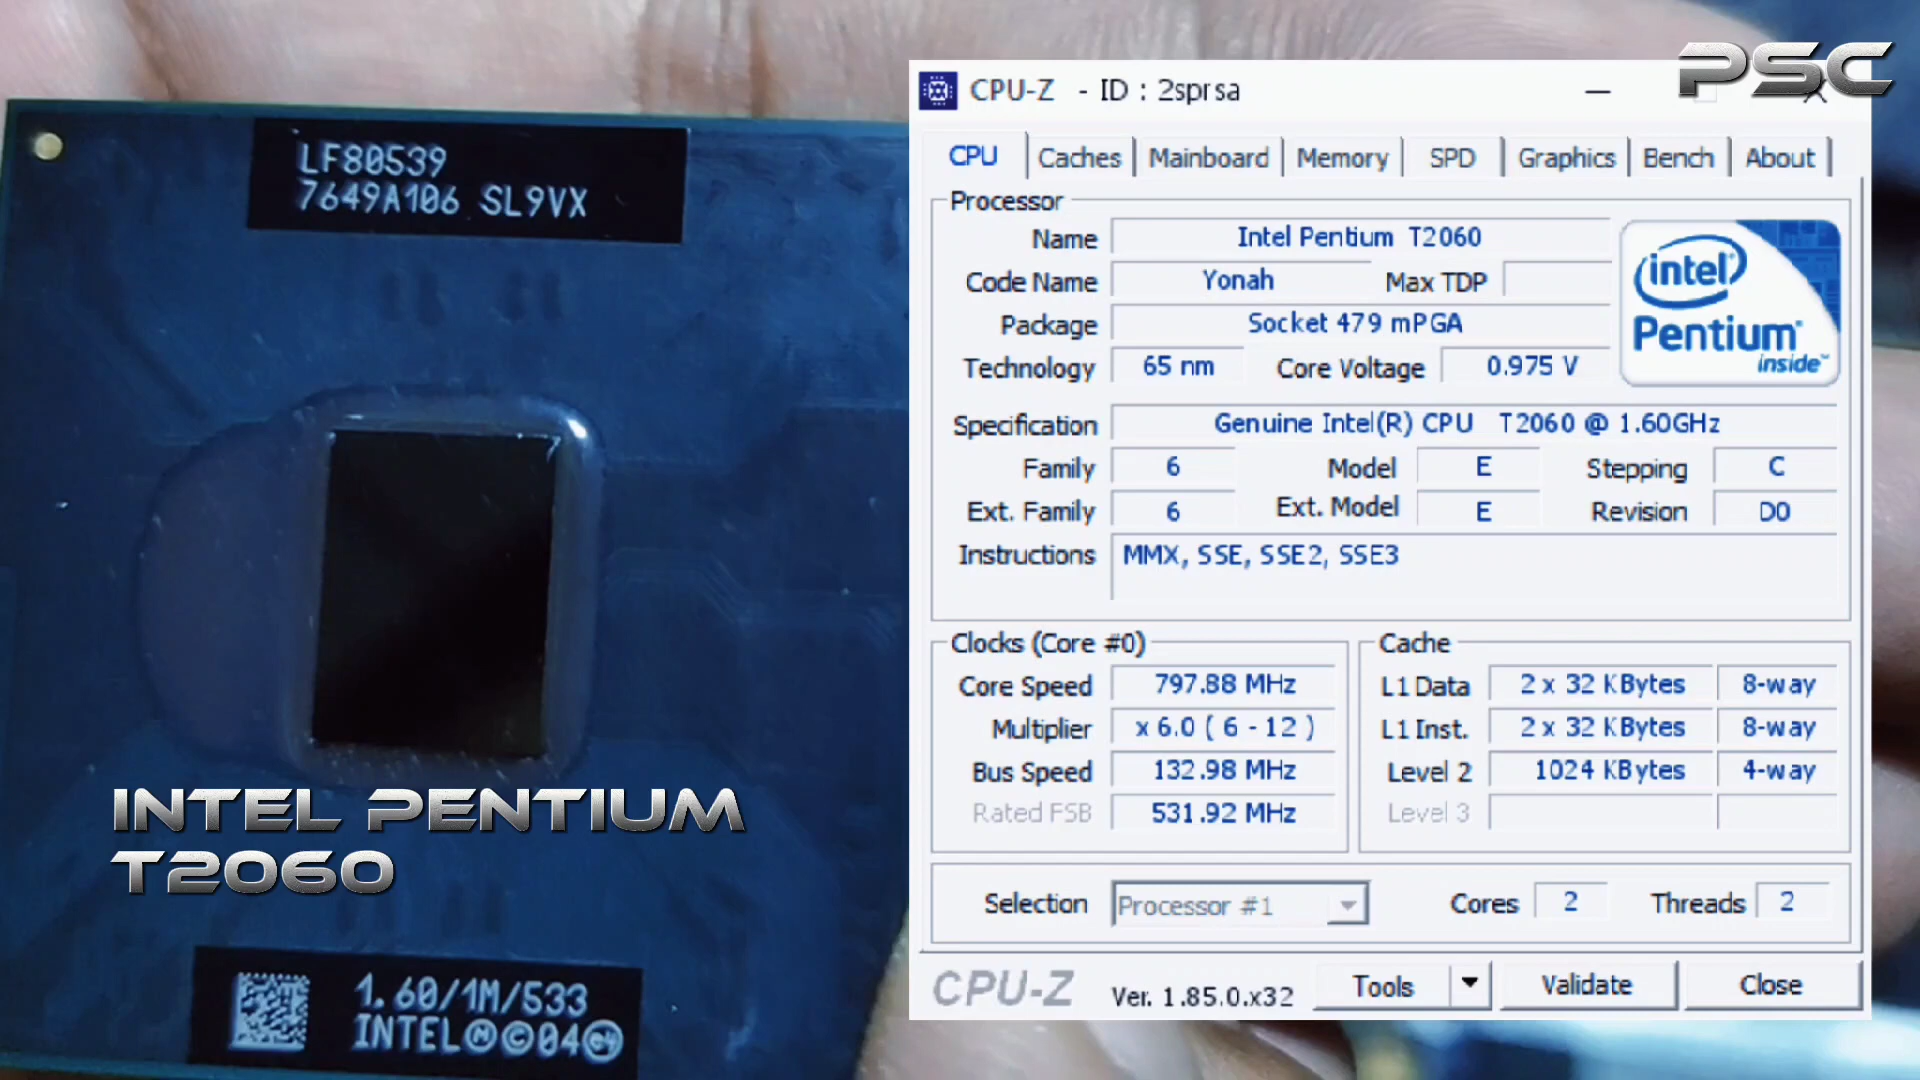 PSC
LF80539
7649A106 SL9VX
INTEL PENTIUM
T2060
1.60/1M/533
INTEL Ⓜ©04 e4
CPU-Z - ID : 2sprsa
CPU Caches Mainboard Memory SPD Graphics Bench About
Processor
Name Intel Pentium T2060
Code Name Yonah Max TDP
Package Socket 479 mPGA
Technology 65 nm Core Voltage 0.975 V
intel
Pentium
inside™
Specification Genuine Intel(R) CPU T2060 @ 1.60GHz
Family 6 Model E Stepping C
Ext. Family 6 Ext. Model E Revision D0
Instructions MMX, SSE, SSE2, SSE3
Clocks (Core #0)
Core Speed 797.88 MHz
Multiplier x 6.0 ( 6 - 12 )
Bus Speed 132.98 MHz
Rated FSB 531.92 MHz
Cache
L1 Data 2 x 32 KBytes 8-way
L1 Inst. 2 x 32 KBytes 8-way
Level 2 1024 KBytes 4-way
Level 3
Selection Processor #1 Cores 2 Threads 2
CPU-Z Ver. 1.85.0.x32 Tools Validate Close